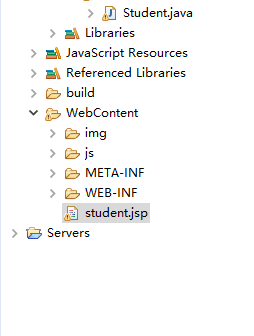 Student.java
Libraries
JavaScript Resources
Referenced Libraries
build
WebContent
img
js
META-INF
WEB-INF
student.jsp
Servers